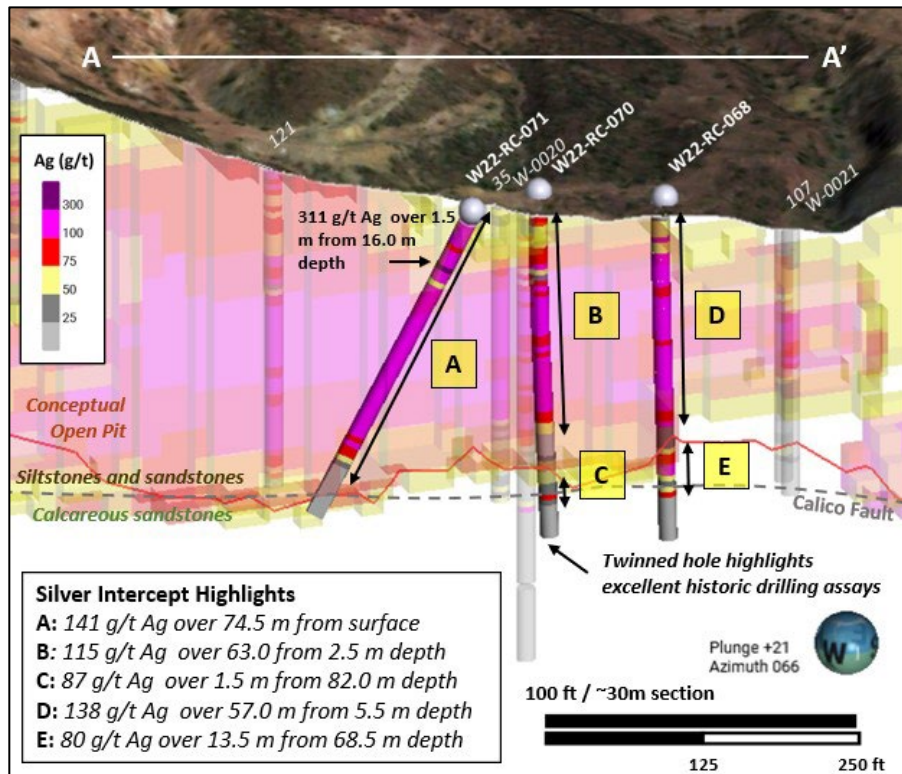 A
A’
121
W22-RC-071
35
W-0020
W22-RC-070
W22-RC-068
107
W-0021
Ag (g/t)
300
100
75
50
25
311 g/t Ag over 1.5
m from 16.0 m
depth
A
B
D
C
E
Conceptual
Open Pit
Siltstones and sandstones
Calcareous sandstones
Calico Fault
Twinned hole highlights
excellent historic drilling assays
Silver Intercept Highlights
A: 141 g/t Ag over 74.5 m from surface
B: 115 g/t Ag over 63.0 from 2.5 m depth
C: 87 g/t Ag over 1.5 m from 82.0 m depth
D: 138 g/t Ag over 57.0 m from 5.5 m depth
E: 80 g/t Ag over 13.5 m from 68.5 m depth
Plunge +21
Azimuth 066
W
100 ft / ~30m section
125
250 ft